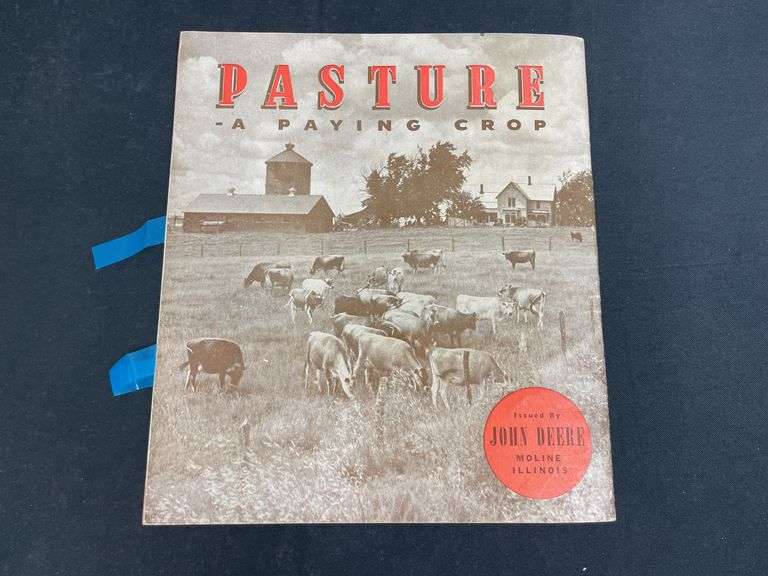 PASTURE
-A PAYING CROP
Issued By
JOHN DEERE
MOLINE
ILLINOIS